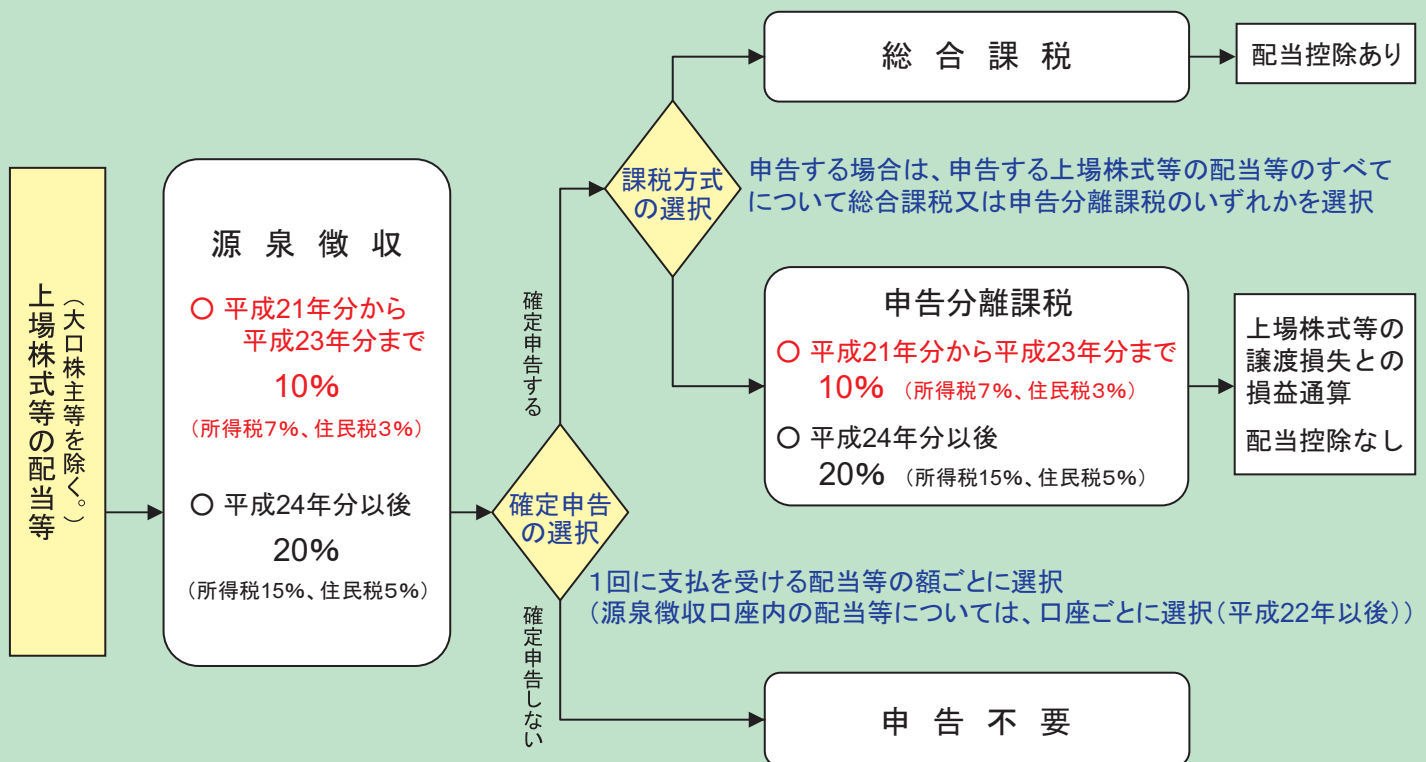 上場株式等の配当等
(大口株主等を除く。)
源泉徴収
○ 平成21年分から
平成23年分まで
10%
(所得税7%、住民税3%)
○ 平成24年分以後
20%
(所得税15%、住民税5%)
確定申告
の選択
確定申告する
確定申告しない
1回に支払を受ける配当等の額ごとに選択
(源泉徴収口座内の配当等については、口座ごとに選択(平成22年以後))
課税方式
の選択
申告する場合は、申告する上場株式等の配当等のすべて
について総合課税又は申告分離課税のいずれかを選択
総合課税
配当控除あり
申告分離課税
○ 平成21年分から平成23年分まで
10% (所得税7%、住民税3%)
○ 平成24年分以後
20% (所得税15%、住民税5%)
上場株式等の
譲渡損失との
損益通算
配当控除なし
申告不要